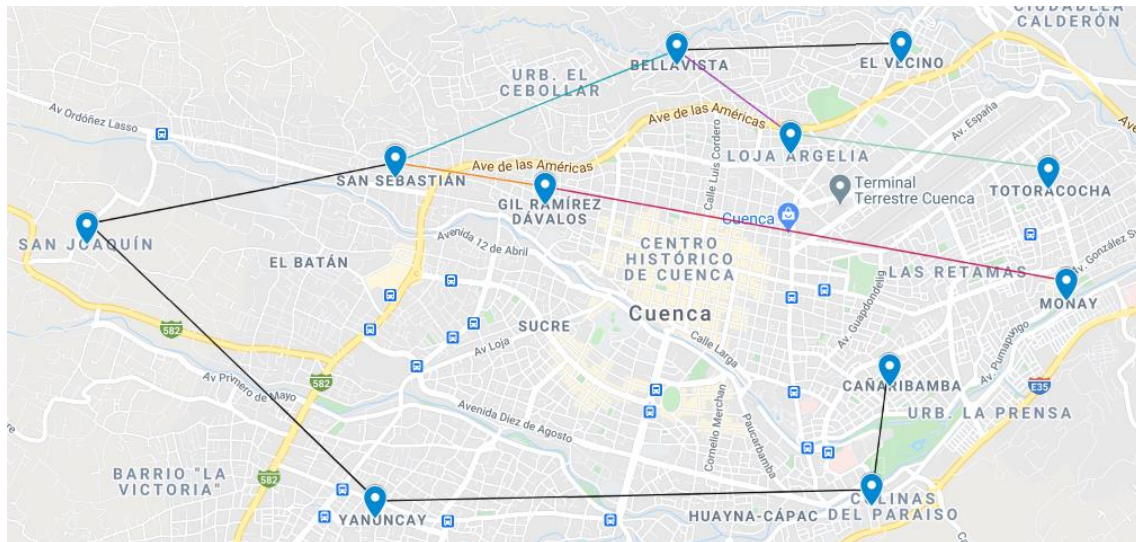 CIUDADELA
CALDERÓN
BELLAVISTA
EL VECINO
URB. EL
CEBOLLAR
Av Ordóñez Lasso
Ave de las Américas
Av. España
Calle Luis Cordero
LOJA ARGELIA
Ave de las Américas
SAN SEBASTIÁN
GIL RAMÍREZ
DÁVALOS
Terminal
Terrestre Cuenca
TOTORACOCHA
Cuenca
SAN JOAQUÍN
Avenida 12 de Abril
EL BATÁN
CENTRO
HISTÓRICO
DE CUENCA
LAS RETAMAS
MONAY
582
SUCRE
Cuenca
Av Loja
Calle Larga
Av. Guapdondelig
Av. Pumapungo
CAÑARIBAMBA
E35
URB. LA PRENSA
582
Av Primero de Mayo
Avenida Diez de Agosto
Cornelio Merchan
Paucarbamba
BARRIO "LA
VICTORIA"
582
YANUNCAY
HUAYNA-CÁPAC
COLINAS
DEL PARAISO